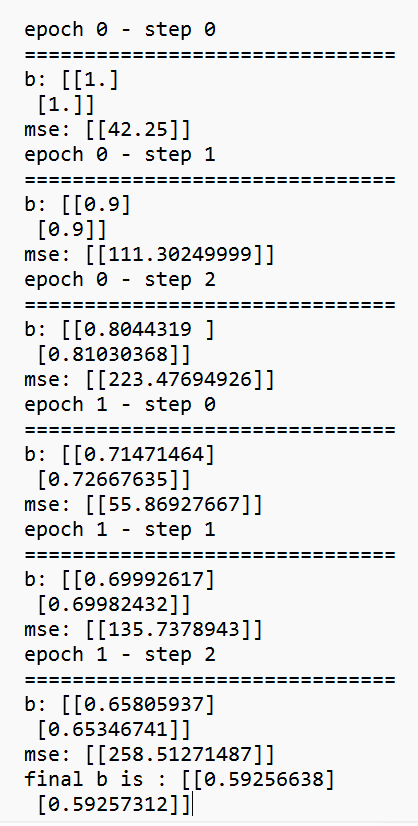 epoch 0 - step 0
===============================
b: [[1.]
 [1.]]
mse: [[42.25]]
epoch 0 - step 1
===============================
b: [[0.9]
 [0.9]]
mse: [[111.30249999]]
epoch 0 - step 2
===============================
b: [[0.8044319 ]
 [0.81030368]]
mse: [[223.47694926]]
epoch 1 - step 0
===============================
b: [[0.71471464]
 [0.72667635]]
mse: [[55.86927667]]
epoch 1 - step 1
===============================
b: [[0.69992617]
 [0.69982432]]
mse: [[135.7378943]]
epoch 1 - step 2
===============================
b: [[0.65805937]
 [0.65346741]]
mse: [[258.51271487]]
final b is : [[0.59256638]
 [0.59257312]]